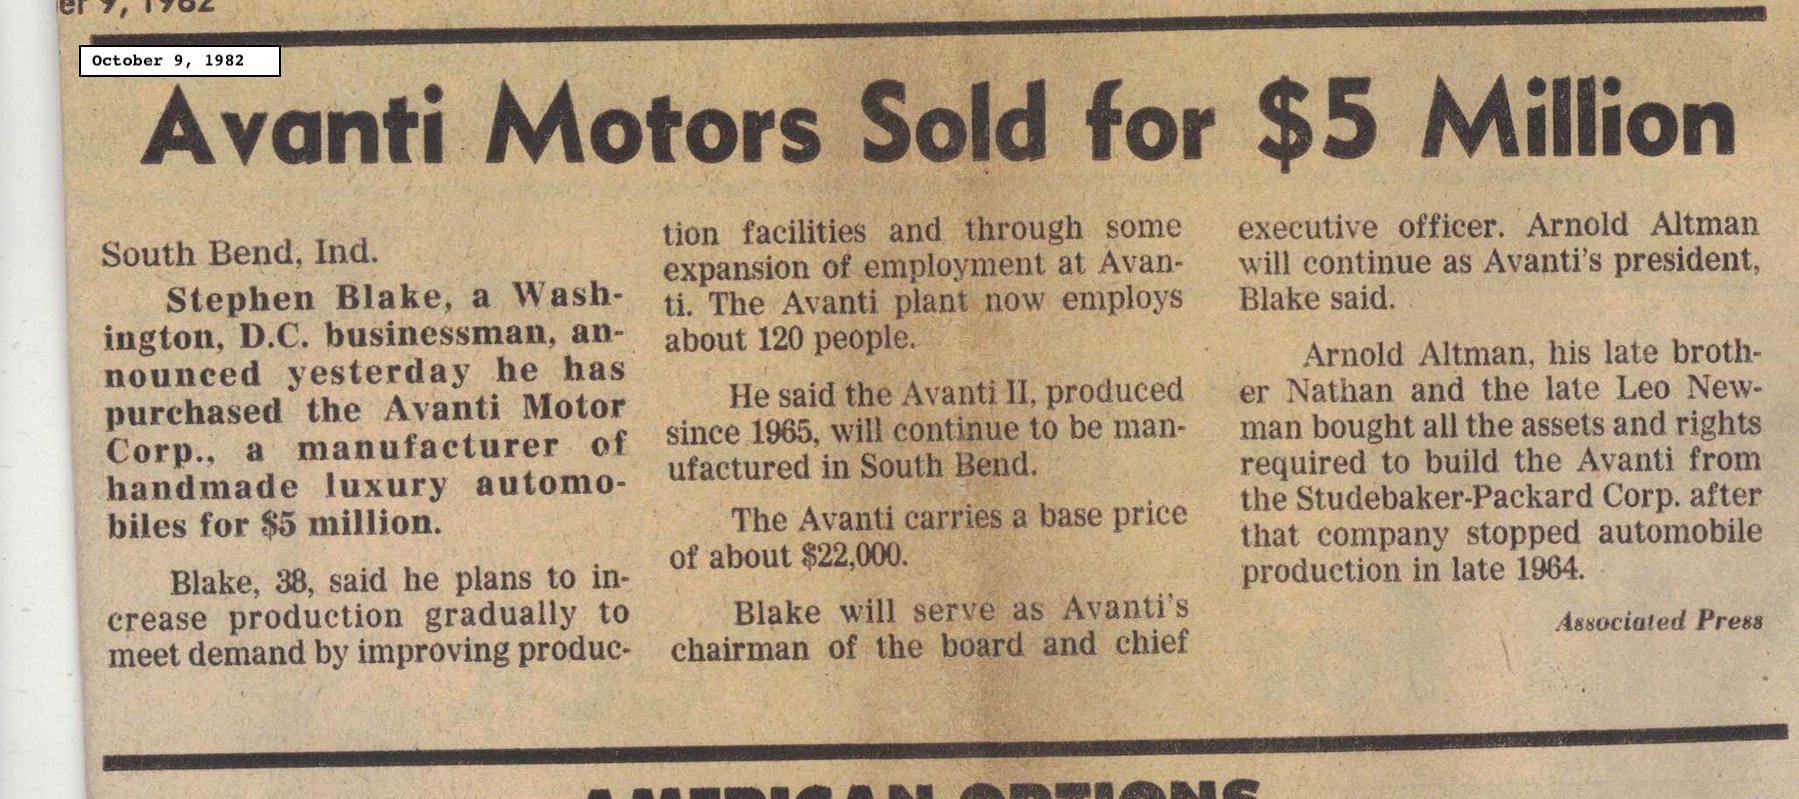 er 9, 1982
October 9, 1982
Avanti Motors Sold for $5 Million
South Bend, Ind.
Stephen Blake, a Wash-
ington, D.C. businessman, an-
nounced yesterday he has
purchased the Avanti Motor
Corp., a manufacturer of
handmade luxury automo-
biles for $5 million.
Blake, 38, said he plans to in-
crease production gradually to
meet demand by improving produc-
tion facilities and through some
expansion of employment at Avan-
ti. The Avanti plant now employs
about 120 people.
He said the Avanti II, produced
since 1965, will continue to be man-
ufactured in South Bend.
The Avanti carries a base price
of about $22,000.
Blake will serve as Avanti's
chairman of the board and chief
executive officer. Arnold Altman
will continue as Avanti's president,
Blake said.
Arnold Altman, his late broth-
er Nathan and the late Leo New-
man bought all the assets and rights
required to build the Avanti from
the Studebaker-Packard Corp. after
that company stopped automobile
production in late 1964.
Associated Press
AMERICAN OPTIONS